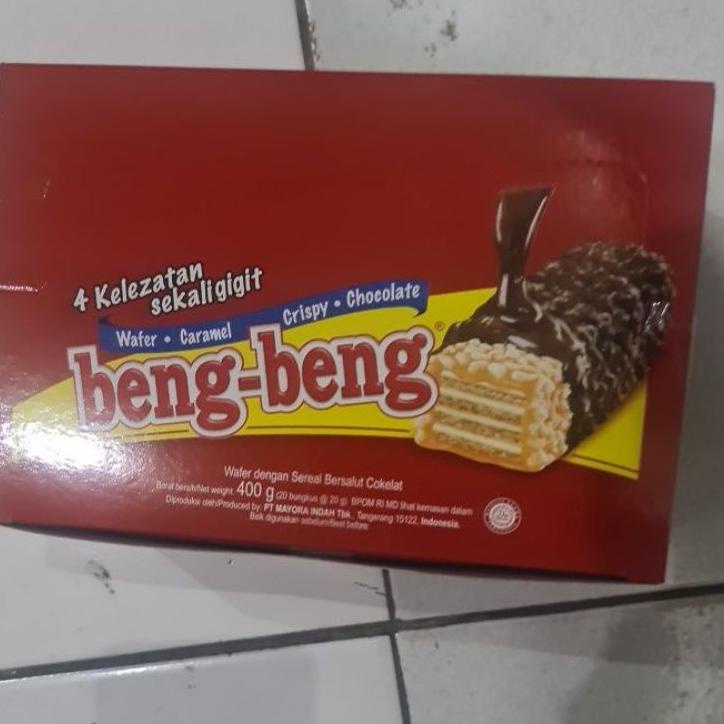 4 Kelezatan
sekali gigit
Wafer • Caramel Crispy • Chocolate
beng-beng®
Wafer dengan Sereal Bersalut Cokelat
Berat bersih/Net weight: 400 g (20 bungkus @ 20 g) BPOM RI MD lihat kemasan dalam
Diproduksi oleh/Produced by: PT MAYORA INDAH Tbk., Tangerang 15122, Indonesia.
Baik digunakan sebelum/Best before